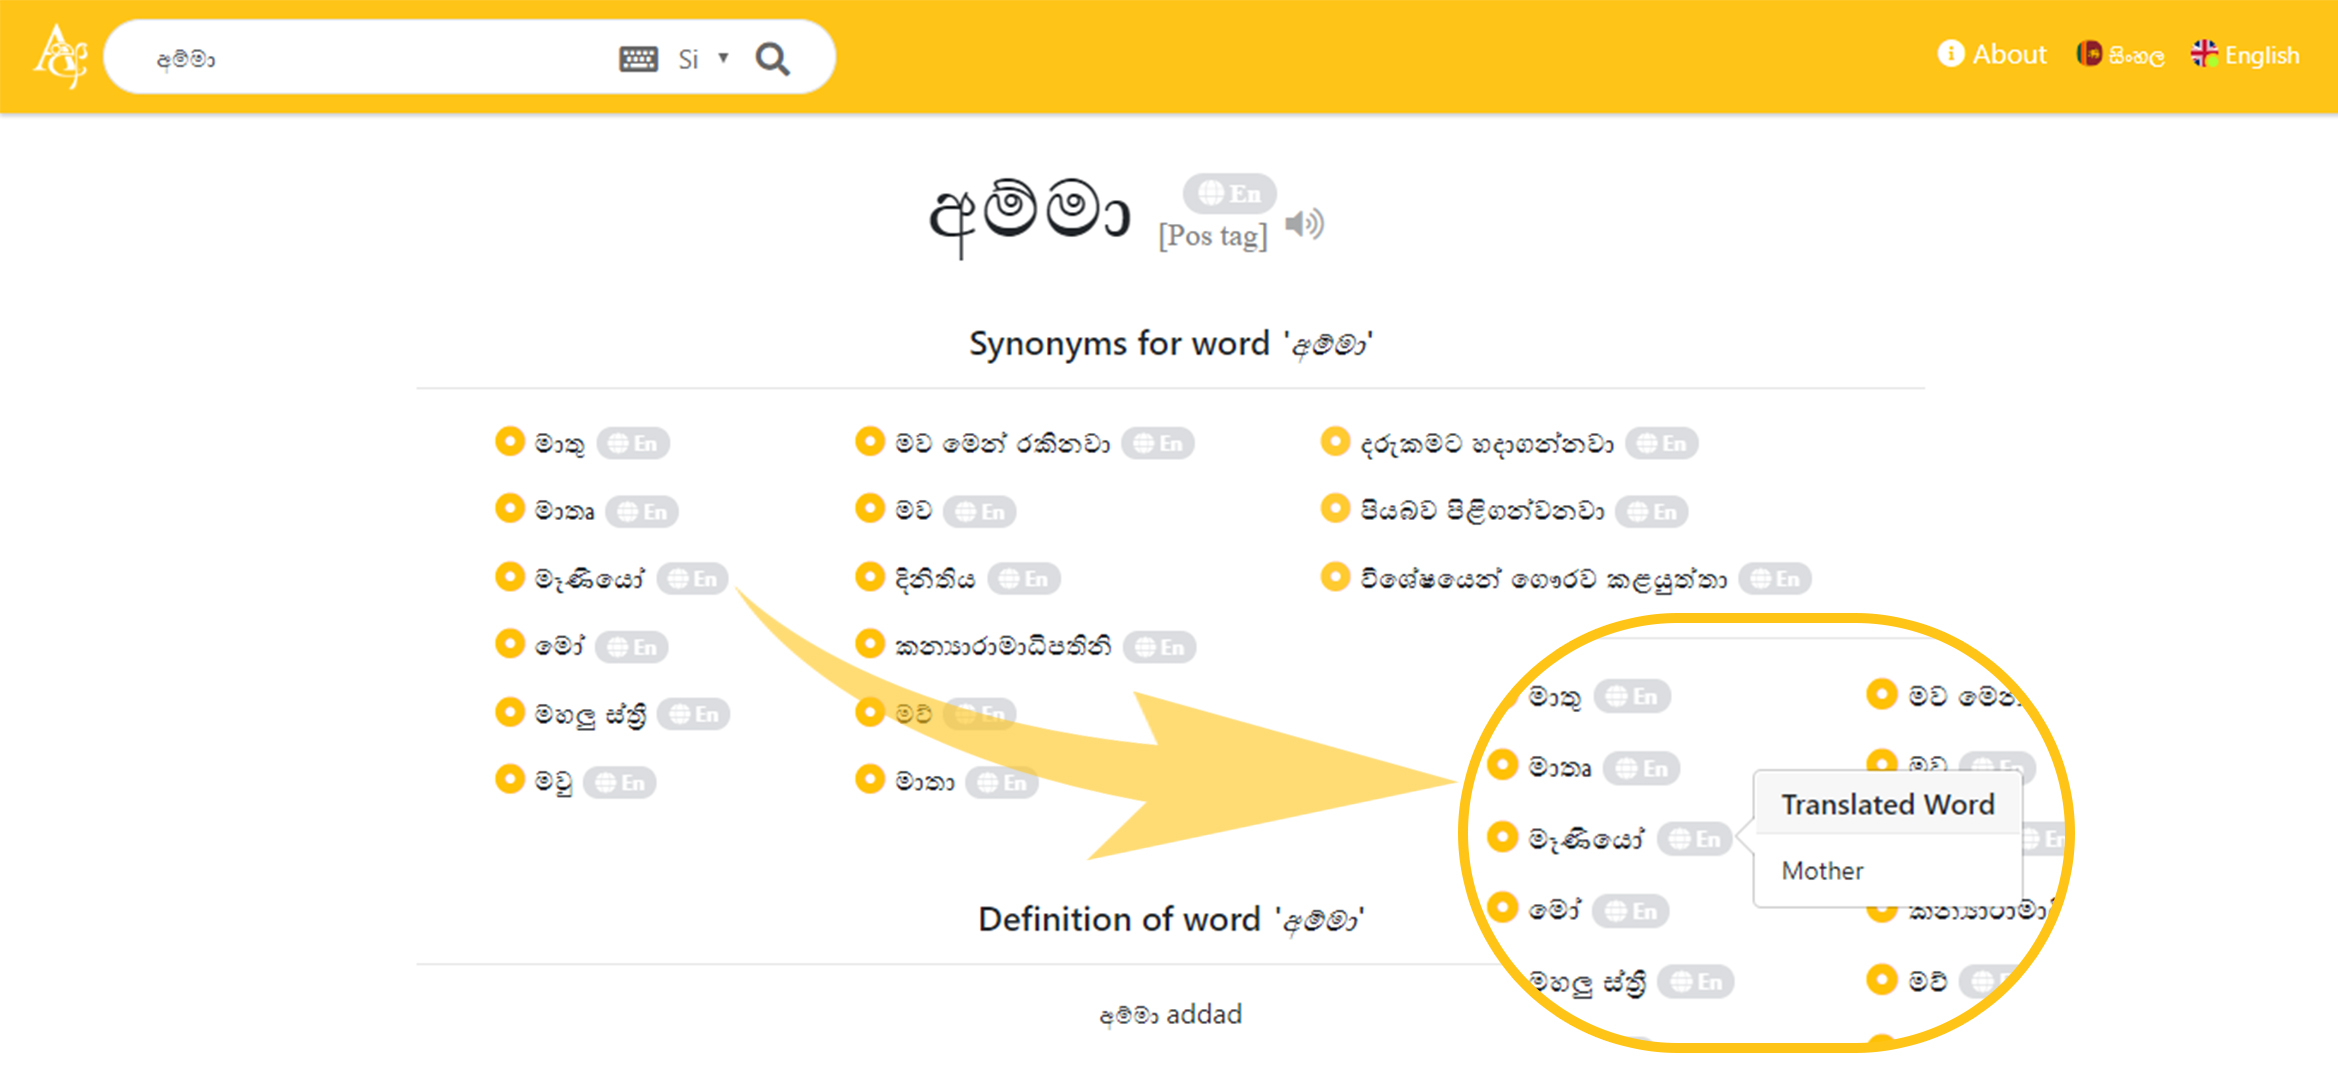 අම්මා Si About සිංහල English
අම්මා En
[Pos tag]
Synonyms for word 'අම්මා'
මාතු En මව මෙන් රකිනවා En දරුකමට හදාගන්නවා En
මාතෘ En මව En පියබව පිළිගන්වනවා En
මෑණියෝ En දිනිතිය En විශේෂයෙන් ගෞරව කළයුත්තා En
මෝ En කන්‍යාරාමාධිපතිනි En
මහලු ස්ත්‍රී En මව් En
මවු En මාතා En
Definition of word 'අම්මා'
අම්මා addad
මාතු En මව මෙන්
මාතෘ En මව En
මෑණියෝ En En
Translated Word
Mother
මෝ En
මහලු ස්ත්‍රී En මව්